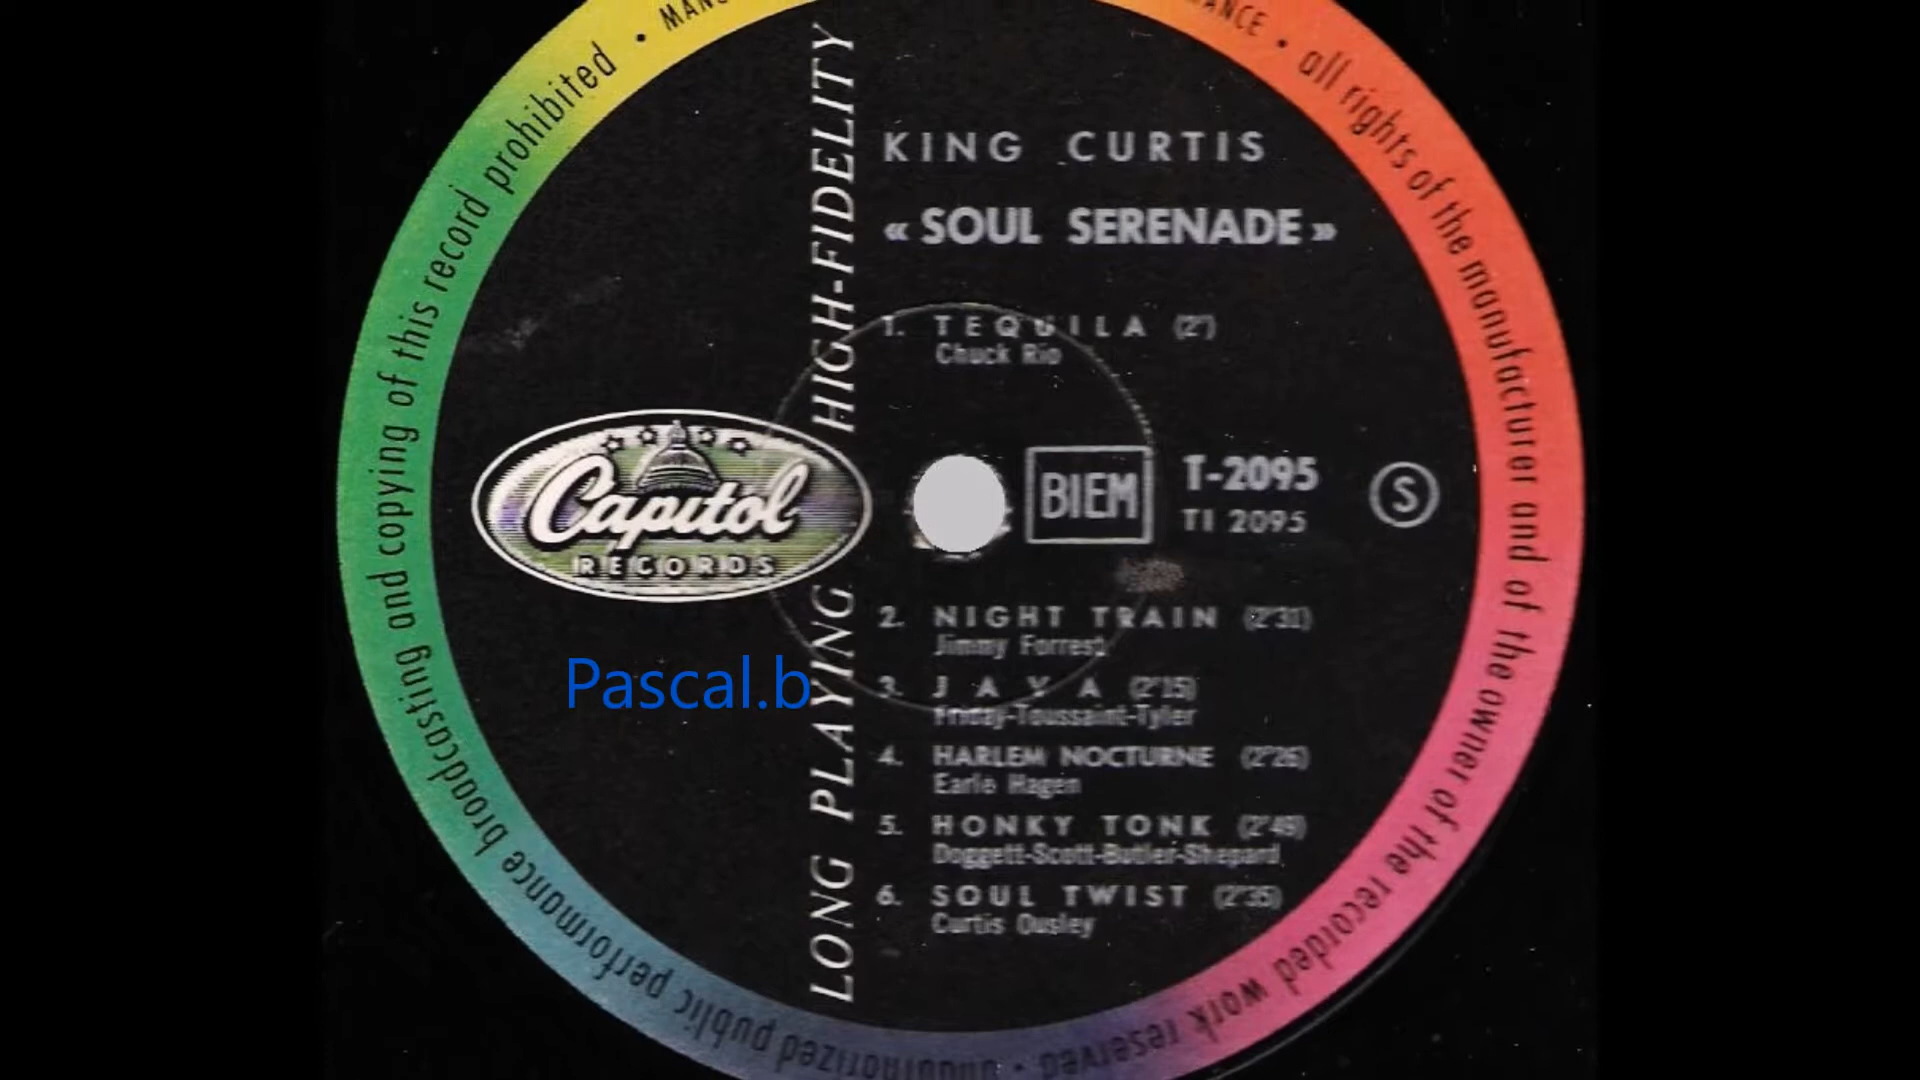 MANU
ANCE • all rights of the manufacturer and of the owner of the recorded work reserved • unauthorized public performance broadcasting and copying of this record prohibited •
LONG PLAYING HIGH-FIDELITY
KING CURTIS
« SOUL SERENADE »
1. TEQUILA (2')
Chuck Rio
Capitol
RECORDS
BIEM
T-2095
TI 2095
S
2. NIGHT TRAIN (2'31)
Jimmy Forrest
Pascal.b
3. JAVA (2'15)
Friday-Toussaint-Tyler
4. HARLEM NOCTURNE (2'26)
Earle Hagen
5. HONKY TONK (2'49)
Doggett-Scott-Butler-Shepard
6. SOUL TWIST (2'35)
Curtis Ousley